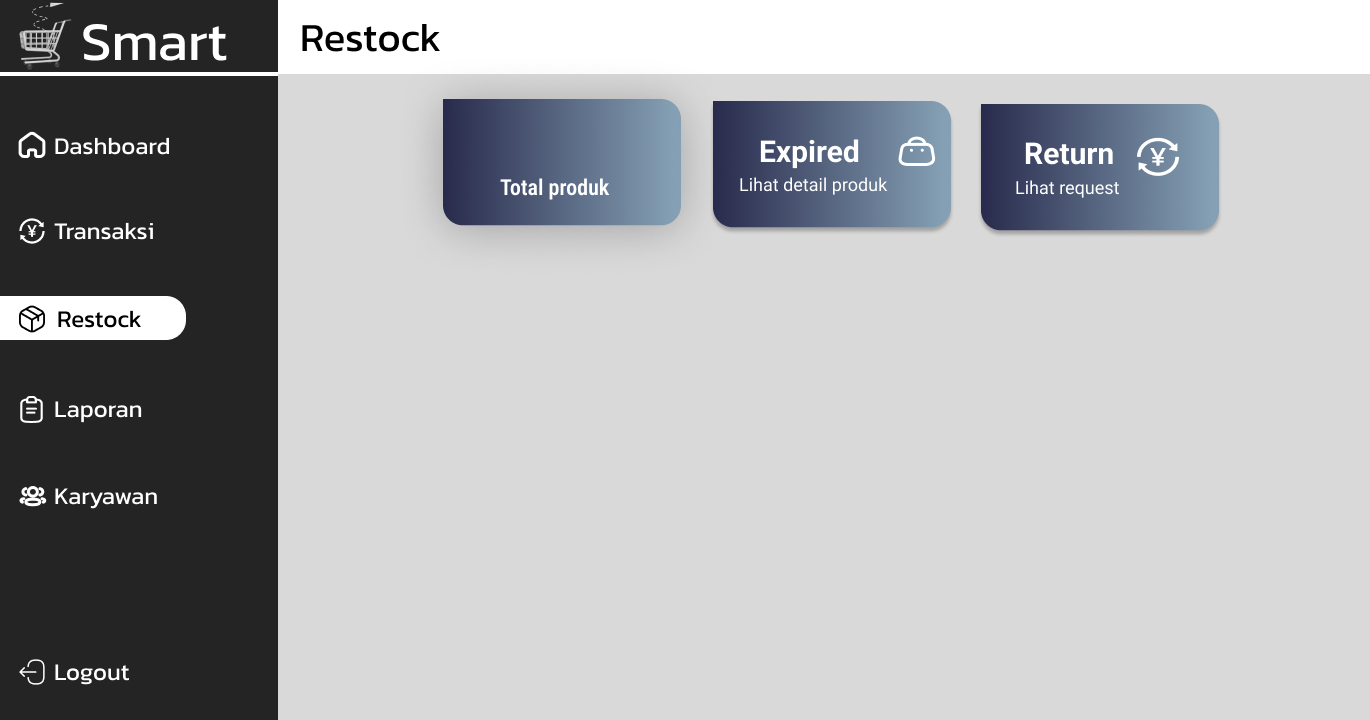 Smart
Restock
Dashboard
Transaksi
Restock
Laporan
Karyawan
Logout
Total produk
Expired
Lihat detail produk
Return
Lihat request